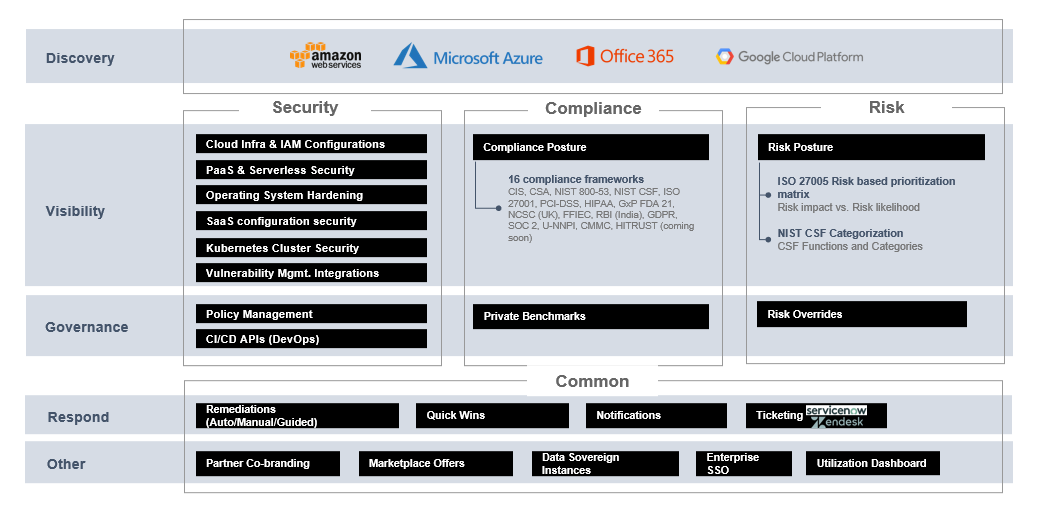 Discovery
amazon
webservices
Microsoft Azure
Office 365
Google Cloud Platform
Security
Compliance
Risk
Visibility
Cloud Infra & IAM Configurations
PaaS & Serverless Security
Operating System Hardening
SaaS configuration security
Kubernetes Cluster Security
Vulnerability Mgmt. Integrations
Compliance Posture
16 compliance frameworks
CIS, CSA, NIST 800-53, NIST CSF, ISO
27001, PCI-DSS, HIPAA, GxP FDA 21,
NCSC (UK), FFIEC, RBI (India), GDPR,
SOC 2, U-NNPI, CMMC, HITRUST (coming
soon)
Risk Posture
ISO 27005 Risk based prioritization
matrix
Risk impact vs. Risk likelihood
NIST CSF Categorization
CSF Functions and Categories
Governance
Policy Management
CI/CD APIs (DevOps)
Private Benchmarks
Risk Overrides
Common
Respond
Remediations
(Auto/Manual/Guided)
Quick Wins
Notifications
Ticketing
servicenow
zendesk
Other
Partner Co-branding
Marketplace Offers
Data Sovereign
Instances
Enterprise
SSO
Utilization Dashboard